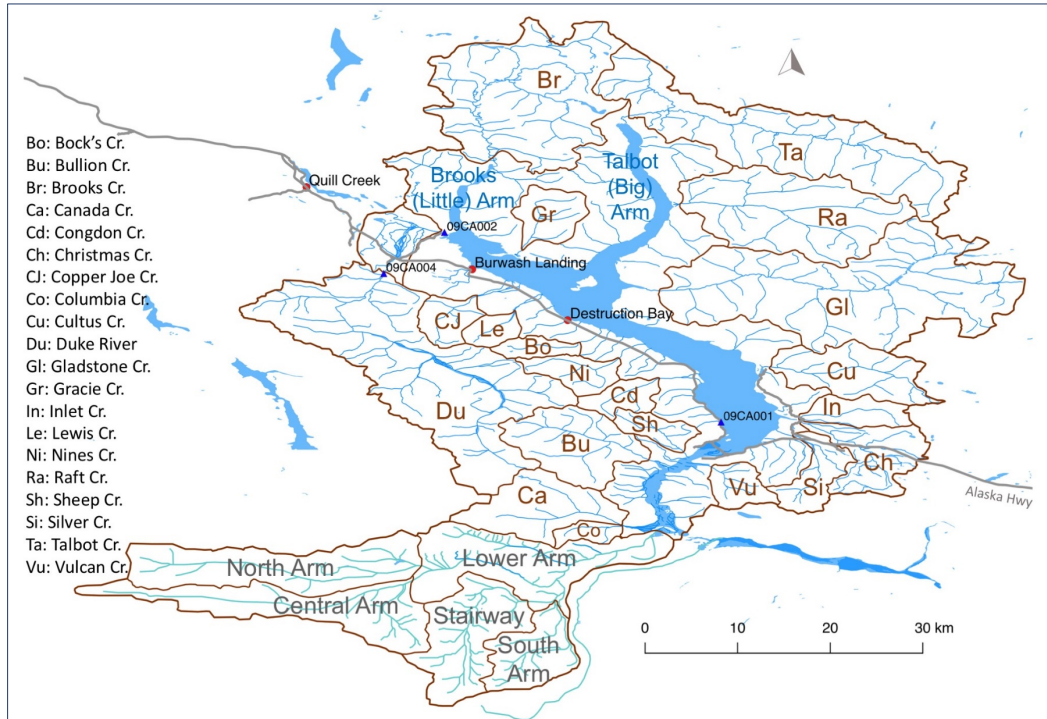 Bo: Bock's Cr.
Bu: Bullion Cr.
Br: Brooks Cr.
Ca: Canada Cr.
Cd: Congdon Cr.
Ch: Christmas Cr.
CJ: Copper Joe Cr.
Co: Columbia Cr.
Cu: Cultus Cr.
Du: Duke River
Gl: Gladstone Cr.
Gr: Gracie Cr.
In: Inlet Cr.
Le: Lewis Cr.
Ni: Nines Cr.
Ra: Raft Cr.
Sh: Sheep Cr.
Si: Silver Cr.
Ta: Talbot Cr.
Vu: Vulcan Cr.
Br
Ta
Quill Creek
Brooks
(Little) Arm
Talbot
(Big)
Arm
Gr
Ra
09CA002
Burwash Landing
09CA004
Gl
Destruction Bay
CJ
Le
Bo
Ni
Cu
Cd
Du
In
Sh
09CA001
Bu
Ch
Vu
Si
Alaska Hwy
Ca
Co
Lower Arm
North Arm
Central Arm
Stairway
South
Arm
0 10 20 30 km